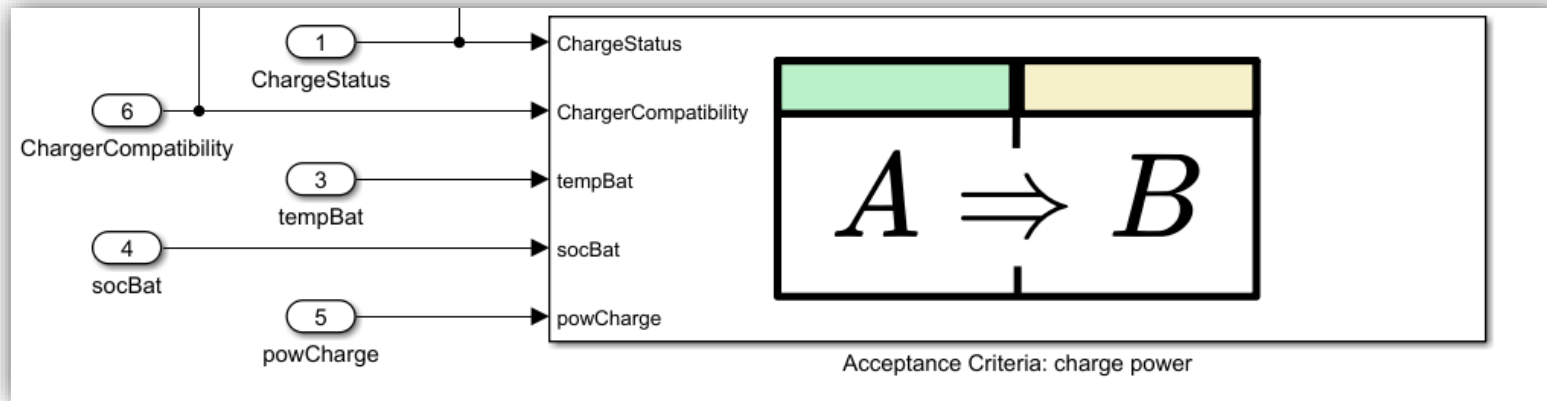 1
ChargeStatus
ChargeStatus
6
ChargerCompatibility
ChargerCompatibility
3
tempBat
tempBat
4
socBat
socBat
5
powCharge
powCharge
A ⇒ B
Acceptance Criteria: charge power